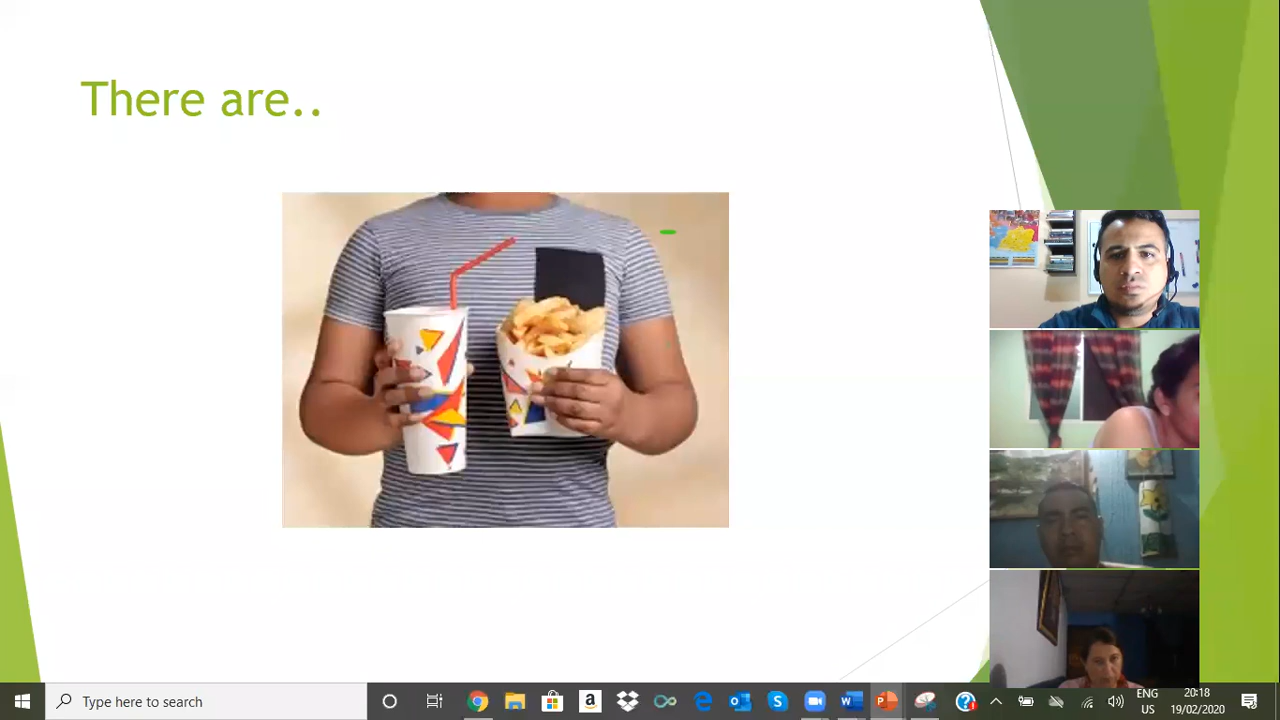 There are..
Type here to search
ENG
20:18
US
19/02/2020